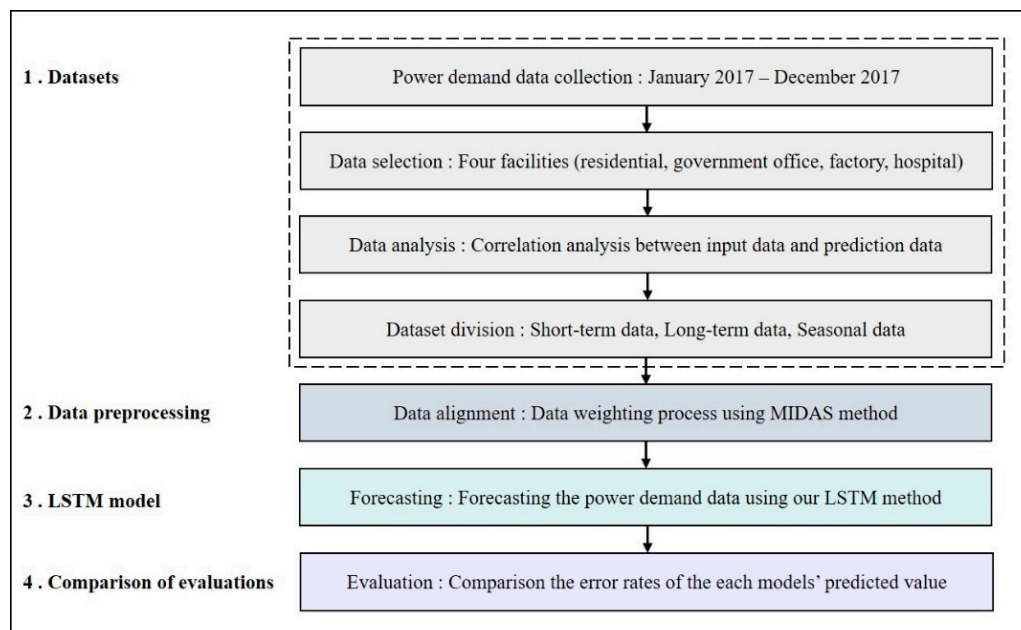 1 . Datasets
Power demand data collection : January 2017 – December 2017
Data selection : Four facilities (residential, government office, factory, hospital)
Data analysis : Correlation analysis between input data and prediction data
Dataset division : Short-term data, Long-term data, Seasonal data
2 . Data preprocessing
Data alignment : Data weighting process using MIDAS method
3 . LSTM model
Forecasting : Forecasting the power demand data using our LSTM method
4 . Comparison of evaluations
Evaluation : Comparison the error rates of the each models’ predicted value